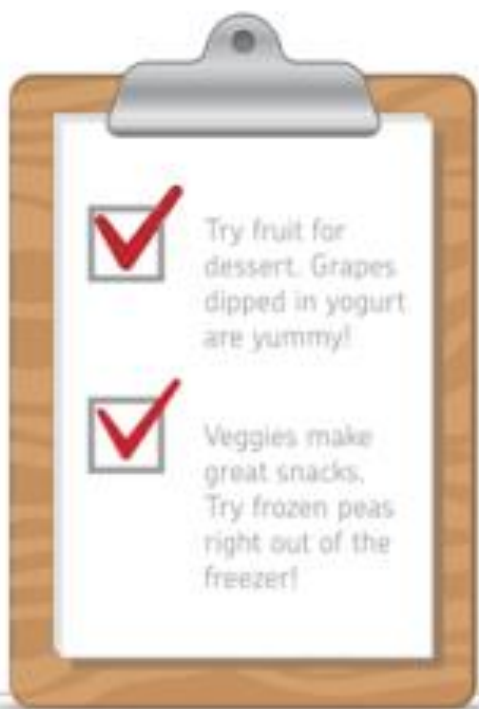 Try fruit for
dessert. Grapes
dipped in yogurt
are yummy!
Veggies make
great snacks.
Try frozen peas
right out of the
freezer!